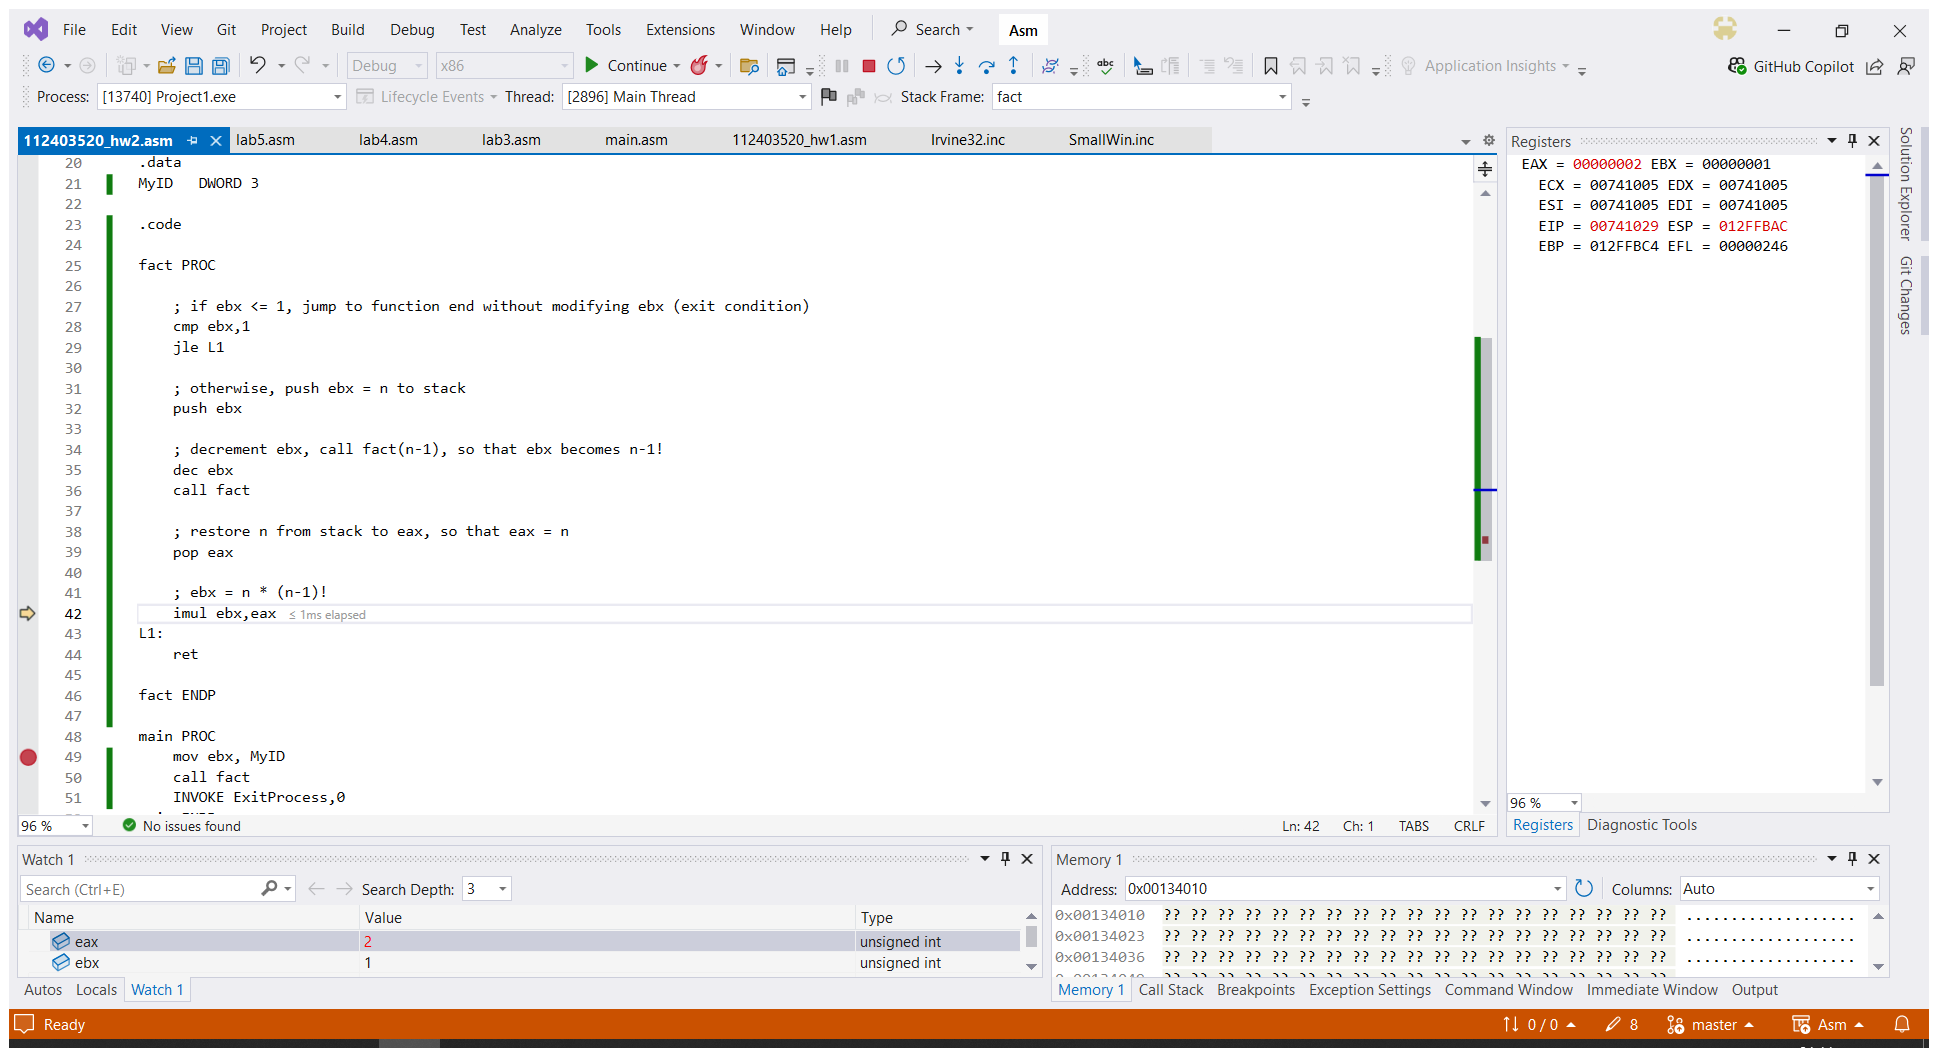 File Edit View Git Project Build Debug Test Analyze Tools Extensions Window Help Search Asm
Debug x86 Continue Application Insights GitHub Copilot
Process: [13740] Project1.exe Lifecycle Events Thread: [2896] Main Thread Stack Frame: fact
112403520_hw2.asm lab5.asm lab4.asm lab3.asm main.asm 112403520_hw1.asm Irvine32.inc SmallWin.inc
20 .data
21 MyID   DWORD 3
22
23 .code
24
25 fact PROC
26
27     ; if ebx <= 1, jump to function end without modifying ebx (exit condition)
28     cmp ebx,1
29     jle L1
30
31     ; otherwise, push ebx = n to stack
32     push ebx
33
34     ; decrement ebx, call fact(n-1), so that ebx becomes n-1!
35     dec ebx
36     call fact
37
38     ; restore n from stack to eax, so that eax = n
39     pop eax
40
41     ; ebx = n * (n-1)!
42     imul ebx,eax ≤ 1ms elapsed
43 L1:
44     ret
45
46 fact ENDP
47
48 main PROC
49     mov ebx, MyID
50     call fact
51     INVOKE ExitProcess,0
96 % No issues found Ln: 42 Ch: 1 TABS CRLF
Registers
EAX = 00000002 EBX = 00000001
ECX = 00741005 EDX = 00741005
ESI = 00741005 EDI = 00741005
EIP = 00741029 ESP = 012FFBAC
EBP = 012FFBC4 EFL = 00000246
96 %
Registers Diagnostic Tools
Solution Explorer
Git Changes
Watch 1
Search (Ctrl+E) Search Depth: 3
Name Value Type
eax 2 unsigned int
ebx 1 unsigned int
Autos Locals Watch 1
Memory 1
Address: 0x00134010 Columns: Auto
0x00134010 ?? ?? ?? ?? ?? ?? ?? ?? ?? ?? ?? ?? ?? ?? ?? ?? ?? ?? ?? ...................
0x00134023 ?? ?? ?? ?? ?? ?? ?? ?? ?? ?? ?? ?? ?? ?? ?? ?? ?? ?? ?? ...................
0x00134036 ?? ?? ?? ?? ?? ?? ?? ?? ?? ?? ?? ?? ?? ?? ?? ?? ?? ?? ?? ...................
Memory 1 Call Stack Breakpoints Exception Settings Command Window Immediate Window Output
Ready 0 / 0 8 master Asm